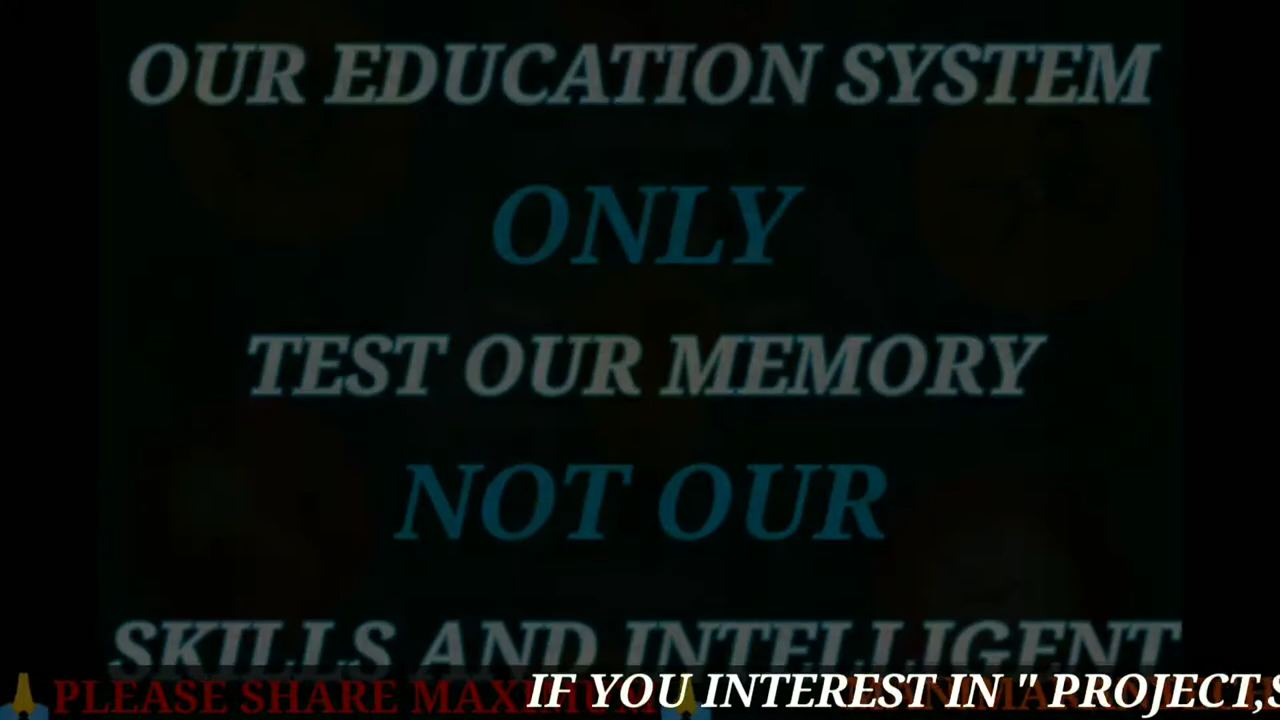 OUR EDUCATION SYSTEM
ONLY
TEST OUR MEMORY
NOT OUR
SKILLS AND INTELLIGENT
PLEASE SHARE MAXIMUM
IF YOU INTEREST IN " PROJECT,S